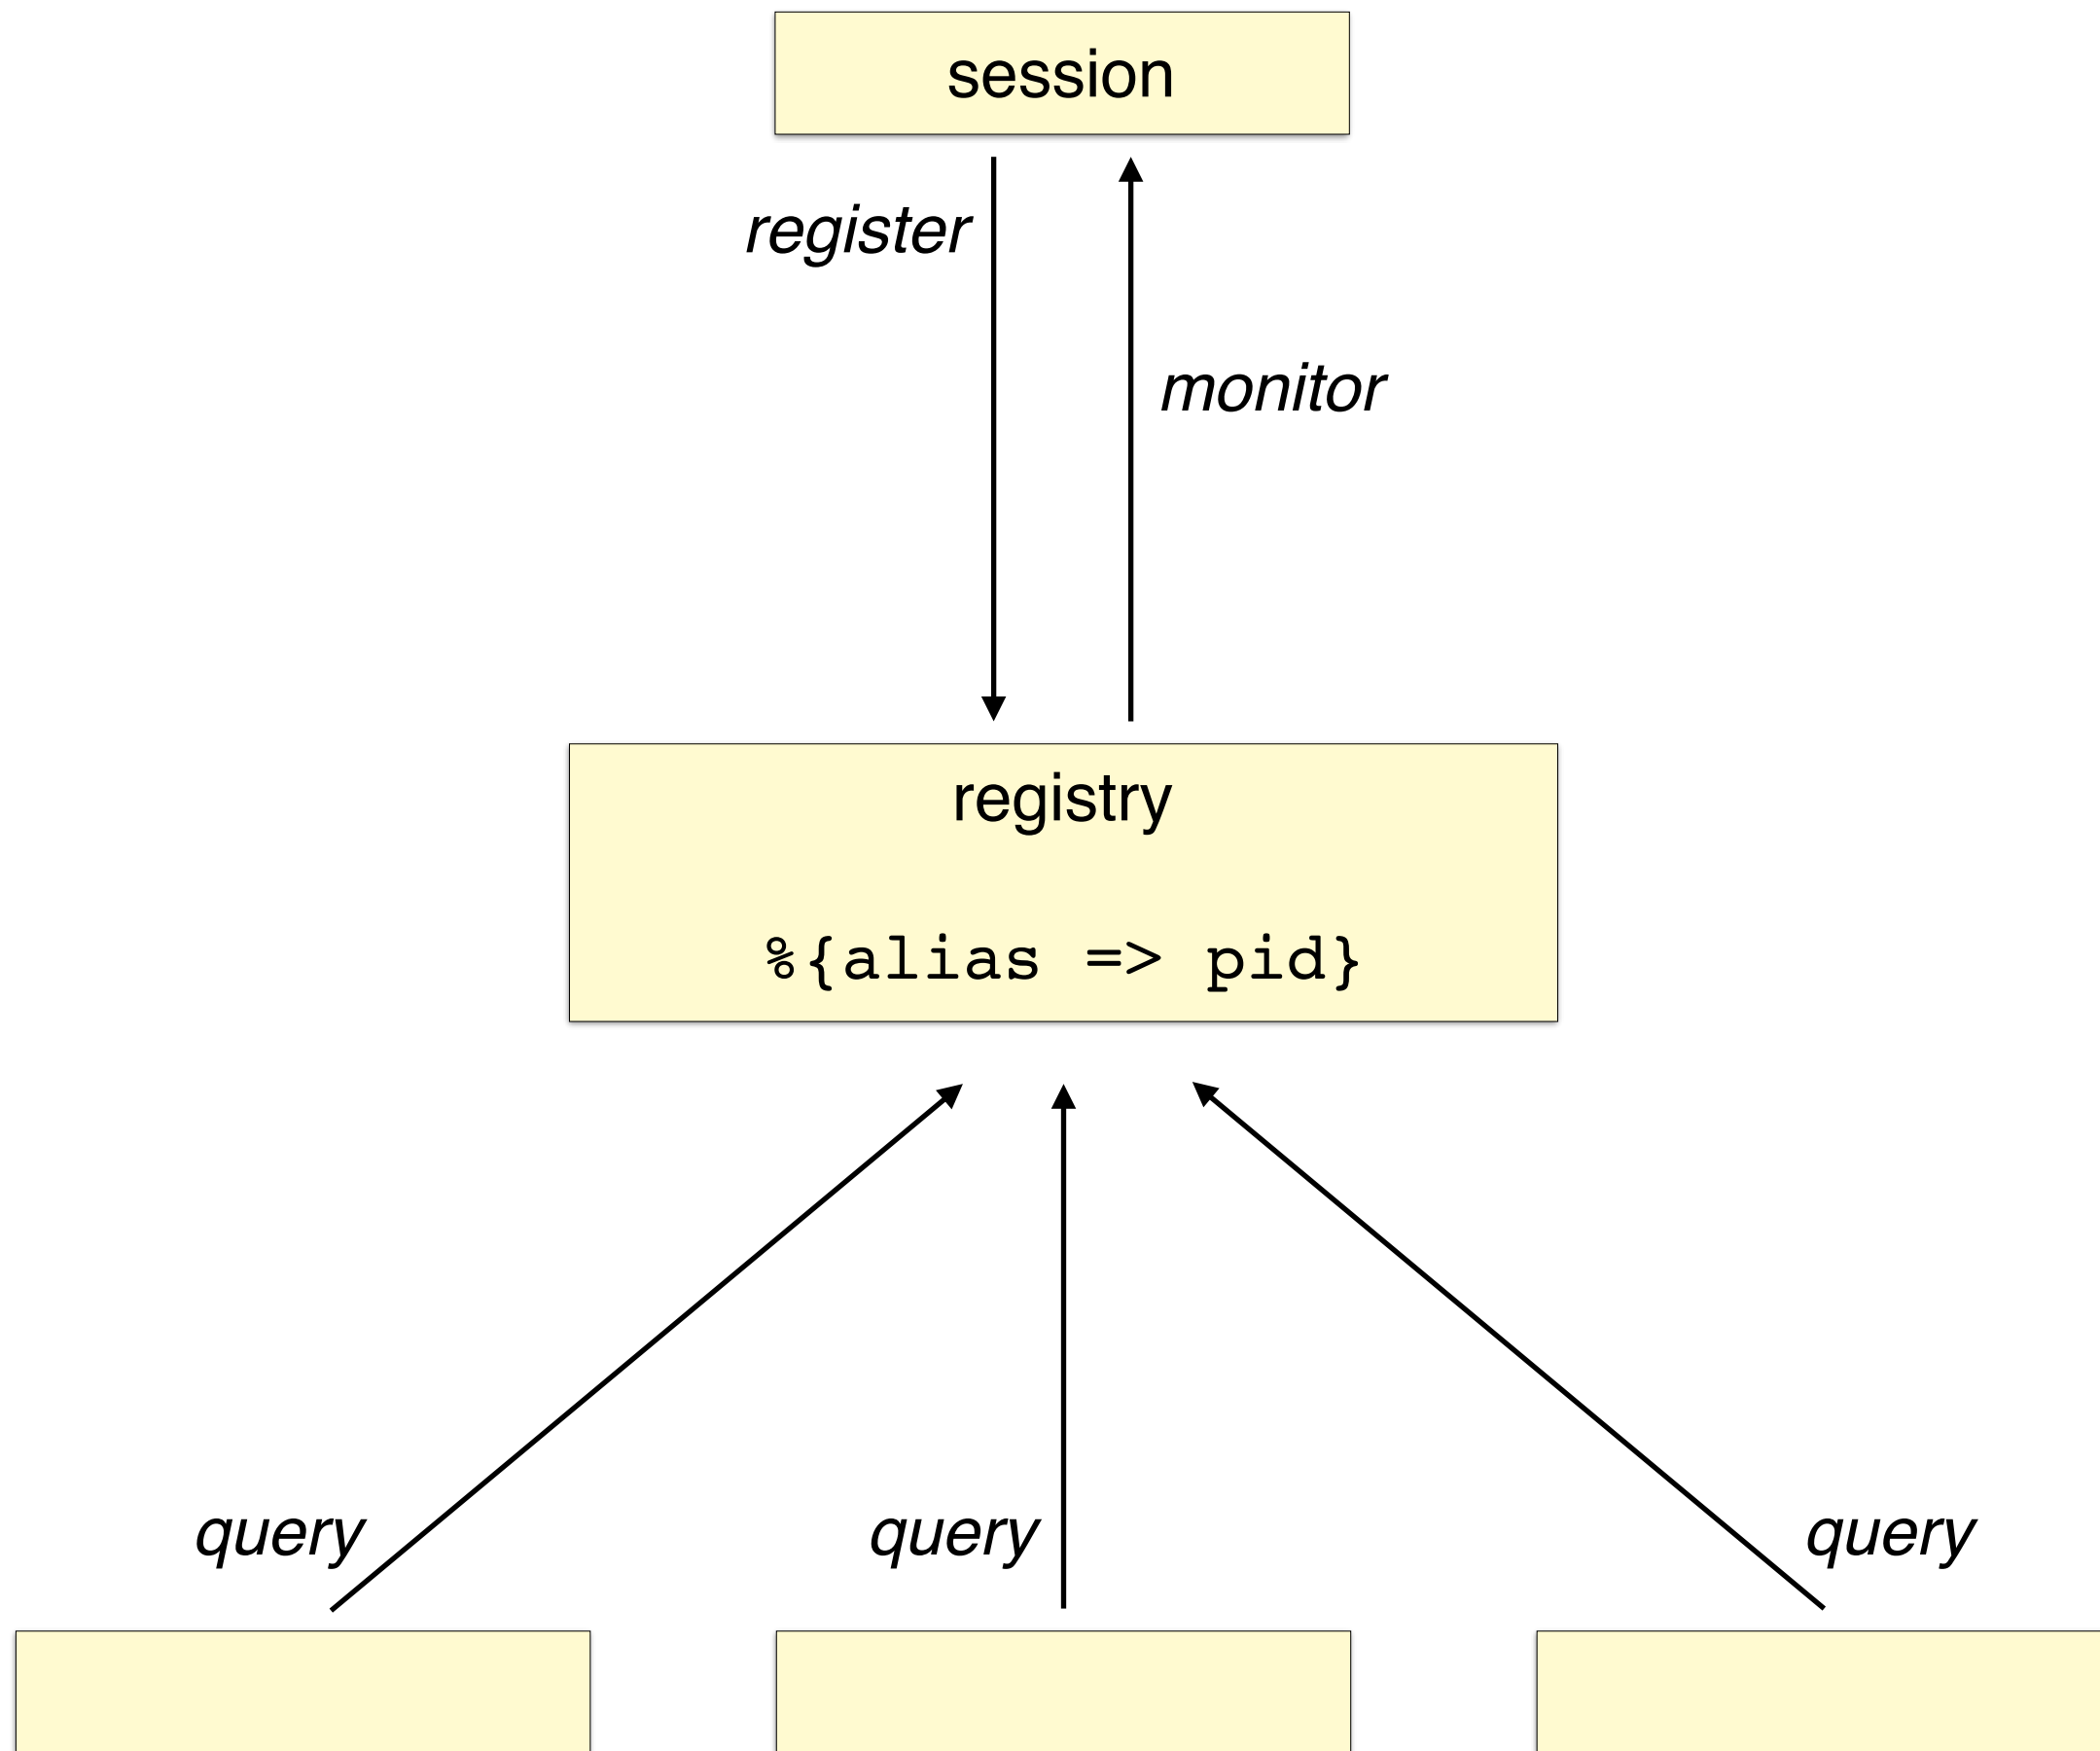 session
register
monitor
registry
%{alias => pid}
query
query
query